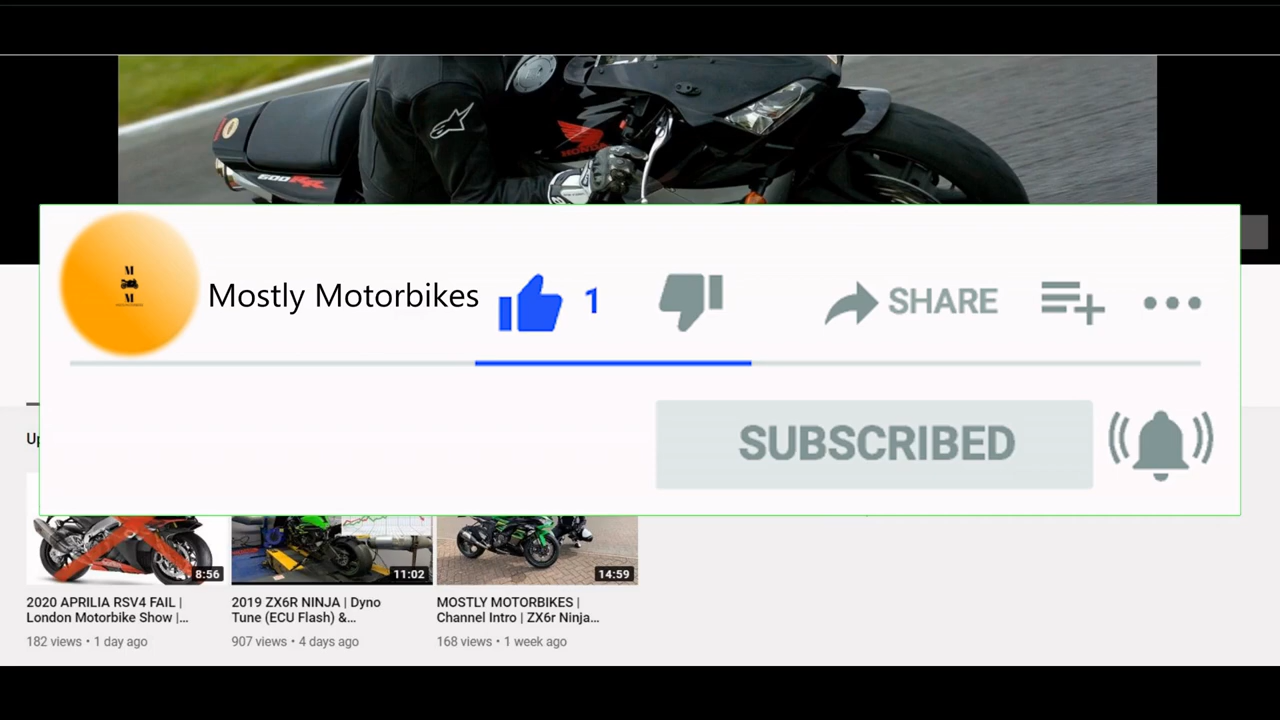 600RR
HONDA
M
M
Mostly Motorbikes
1
SHARE
SUBSCRIBED
Up
8:56
11:02
14:59
2020 APRILIA RSV4 FAIL |
London Motorbike Show |...
182 views • 1 day ago
2019 ZX6R NINJA | Dyno
Tune (ECU Flash) &...
907 views • 4 days ago
MOSTLY MOTORBIKES |
Channel Intro | ZX6r Ninja...
168 views • 1 week ago